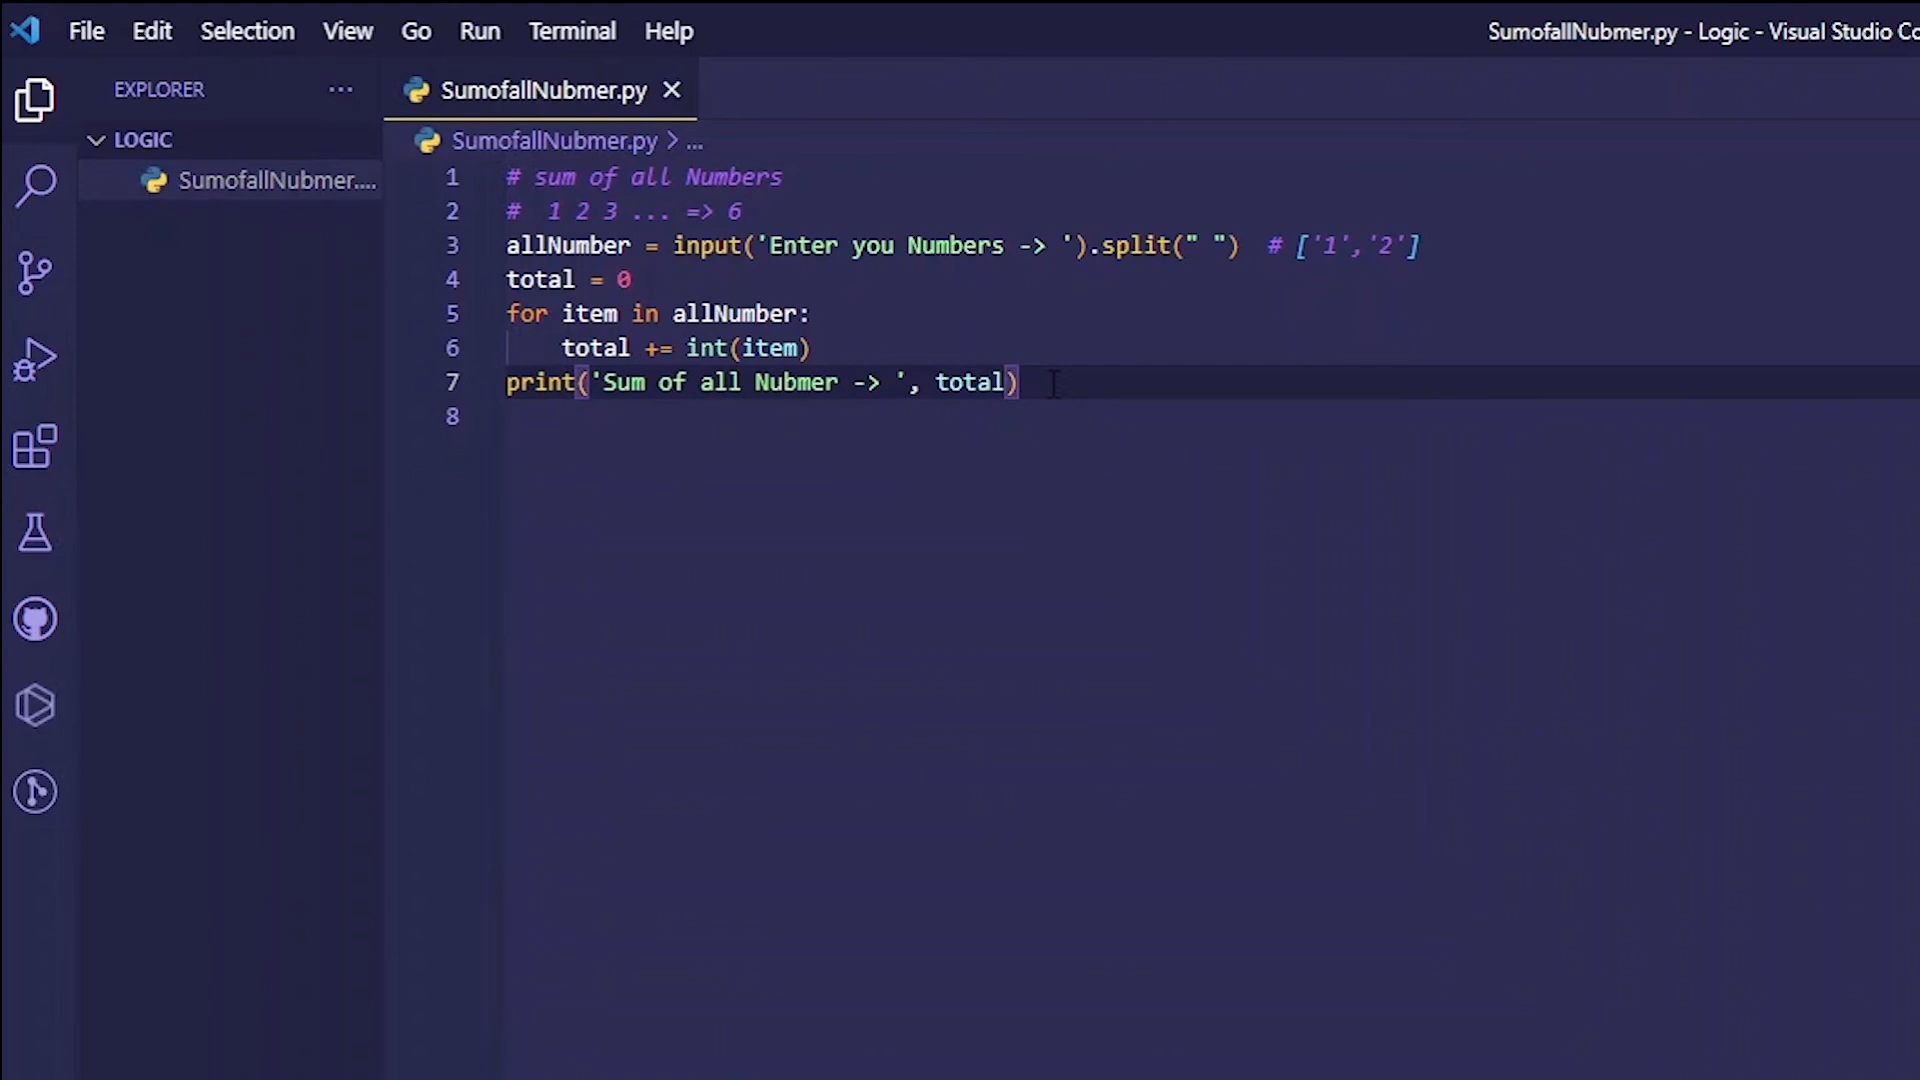 File Edit Selection View Go Run Terminal Help
SumofallNubmer.py - Logic - Visual Studio Co
EXPLORER ...
SumofallNubmer.py
LOGIC
SumofallNubmer....
SumofallNubmer.py > ...
1 # sum of all Numbers
2 #  1 2 3 ... => 6
3 allNumber = input('Enter you Numbers -> ').split(" ")  # ['1','2']
4 total = 0
5 for item in allNumber:
6     total += int(item)
7 print('Sum of all Nubmer -> ', total)
8